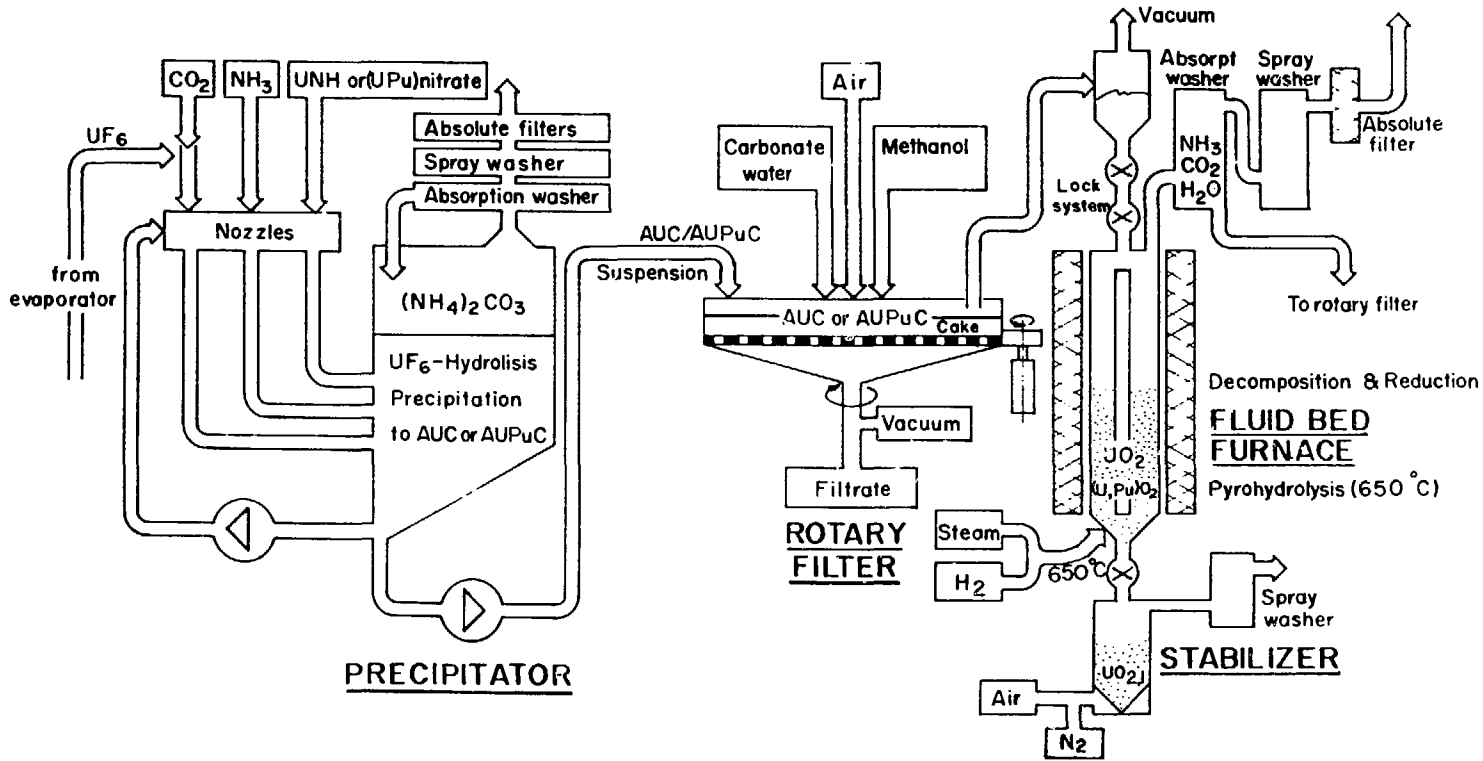 CO2
NH3
UNH or (UPu)nitrate
UF6
Absolute filters
Spray washer
Absorption washer
Nozzles
from
evaporator
(NH4)2CO3
UF6-Hydrolisis
Precipitation
to AUC or AUPuC
PRECIPITATOR
AUC/AUPuC
Suspension
Air
Carbonate
water
Methanol
AUC or AUPuC
Cake
Vacuum
Filtrate
ROTARY
FILTER
Vacuum
Lock
system
Absorpt
washer
Spray
washer
Absolute
filter
NH3
CO2
H2O
To rotary filter
Decomposition & Reduction
FLUID BED
FURNACE
Pyrohydrolysis (650 °C)
UO2
(U,Pu)O2
Steam
H2
650°C
Spray
washer
STABILIZER
UO2,1
Air
N2